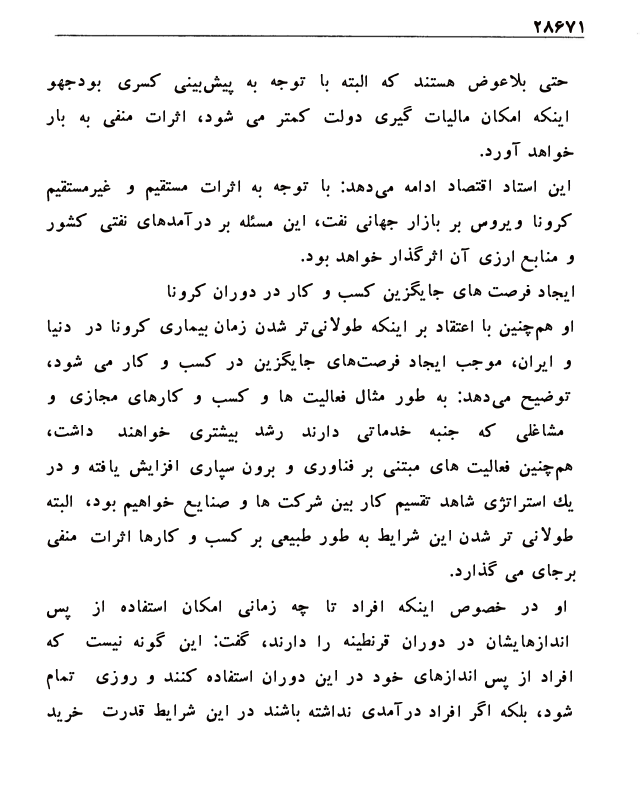 ۲۸۶۷۱
حتی بلاعوض هستند که البته با توجه به پیش‌بینی کسری بودجهو
اینکه امکان مالیات گیری دولت کمتر می شود، اثرات منفی به بار
خواهد آورد.
این استاد اقتصاد ادامه می‌دهد: با توجه به اثرات مستقیم و غیرمستقیم
کرونا ویروس بر بازار جهانی نفت، این مسئله بر درآمدهای نفتی کشور
و منابع ارزی آن اثرگذار خواهد بود.
ایجاد فرصت های جایگزین کسب و کار در دوران کرونا
او هم‌چنین با اعتقاد بر اینکه طولانی‌تر شدن زمان بیماری کرونا در دنیا
و ایران، موجب ایجاد فرصت‌های جایگزین در کسب و کار می شود،
توضیح می‌دهد: به طور مثال فعالیت ها و کسب و کارهای مجازی و
مشاغلی که جنبه خدماتی دارند رشد بیشتری خواهند داشت،
هم‌چنین فعالیت های مبتنی بر فناوری و برون سپاری افزایش یافته و در
یك استراتژی شاهد تقسیم کار بین شرکت ها و صنایع خواهیم بود، البته
طولانی تر شدن این شرایط به طور طبیعی بر کسب و کارها اثرات منفی
برجای می گذارد.
او در خصوص اینکه افراد تا چه زمانی امکان استفاده از پس
اندازهایشان در دوران قرنطینه را دارند، گفت: این گونه نیست که
افراد از پس اندازهای خود در این دوران استفاده کنند و روزی تمام
شود، بلکه اگر افراد درآمدی نداشته باشند در این شرایط قدرت خرید